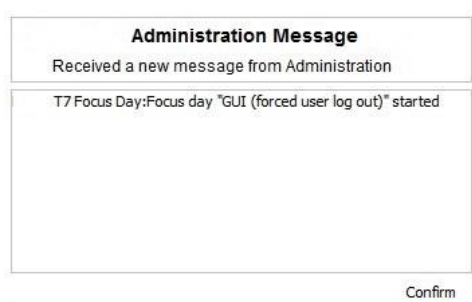 Administration Message
Received a new message from Administration
T7 Focus Day:Focus day "GUI (forced user log out)" started
Confirm